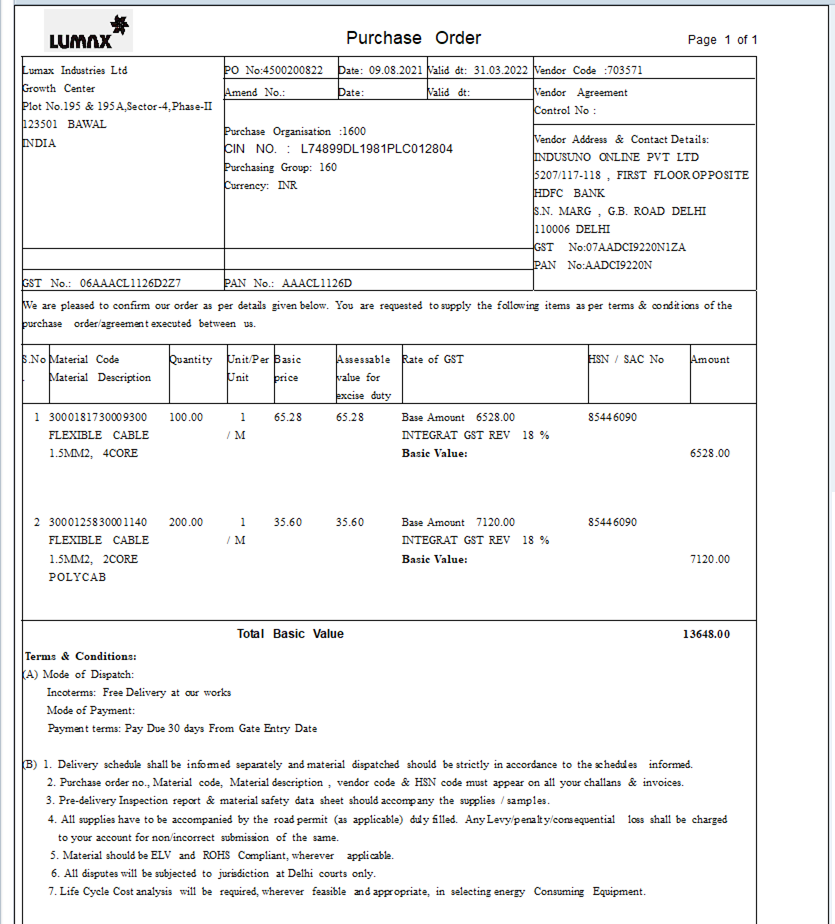 LUMAX
Purchase Order
Page 1 of 1
Lumax Industries Ltd
Growth Center
Plot No.195 & 195A,Sector-4,Phase-II
123501 BAWAL
INDIA
GST No.: 06AAACL1126D2Z7
PO No:4500200822 Date: 09.08.2021 Valid dt: 31.03.2022
Amend No.: Date: Valid dt:
Purchase Organisation :1600
CIN NO. : L74899DL1981PLC012804
Purchasing Group: 160
Currency: INR
PAN No.: AAACL1126D
Vendor Code :703571
Vendor Agreement
Control No :
Vendor Address & Contact Details:
INDUSUNO ONLINE PVT LTD
5207/117-118 , FIRST FLOOR OPPOSITE
HDFC BANK
S.N. MARG , G.B. ROAD DELHI
110006 DELHI
GST No:07AADCI9220N1ZA
PAN No:AADCI9220N
We are pleased to confirm our order as per details given below. You are requested to supply the following items as per terms & conditions of the
purchase order/agreement executed between us.
S.No Material Code Quantity Unit/Per Basic Assessable Rate of GST HSN / SAC No Amount
. Material Description Unit price value for
excise duty
1 3000181730009300 100.00 1 65.28 65.28 Base Amount 6528.00 85446090
FLEXIBLE CABLE / M INTEGRAT GST REV 18 %
1.5MM2, 4CORE Basic Value: 6528.00
2 3000125830001140 200.00 1 35.60 35.60 Base Amount 7120.00 85446090
FLEXIBLE CABLE / M INTEGRAT GST REV 18 %
1.5MM2, 2CORE Basic Value: 7120.00
POLYCAB
Total Basic Value 13648.00
Terms & Conditions:
(A) Mode of Dispatch:
Incoterms: Free Delivery at our works
Mode of Payment:
Payment terms: Pay Due 30 days From Gate Entry Date
(B) 1. Delivery schedule shall be informed separately and material dispatched should be strictly in accordance to the schedules informed.
2. Purchase order no., Material code, Material description , vendor code & HSN code must appear on all your challans & invoices.
3. Pre-delivery Inspection report & material safety data sheet should accompany the supplies / samples.
4. All supplies have to be accompanied by the road permit (as applicable) duly filled. Any Levy/penalty/consequential loss shall be charged
to your account for non/incorrect submission of the same.
5. Material should be ELV and ROHS Compliant, wherever applicable.
6. All disputes will be subjected to jurisdiction at Delhi courts only.
7. Life Cycle Cost analysis will be required, wherever feasible and appropriate, in selecting energy Consuming Equipment.